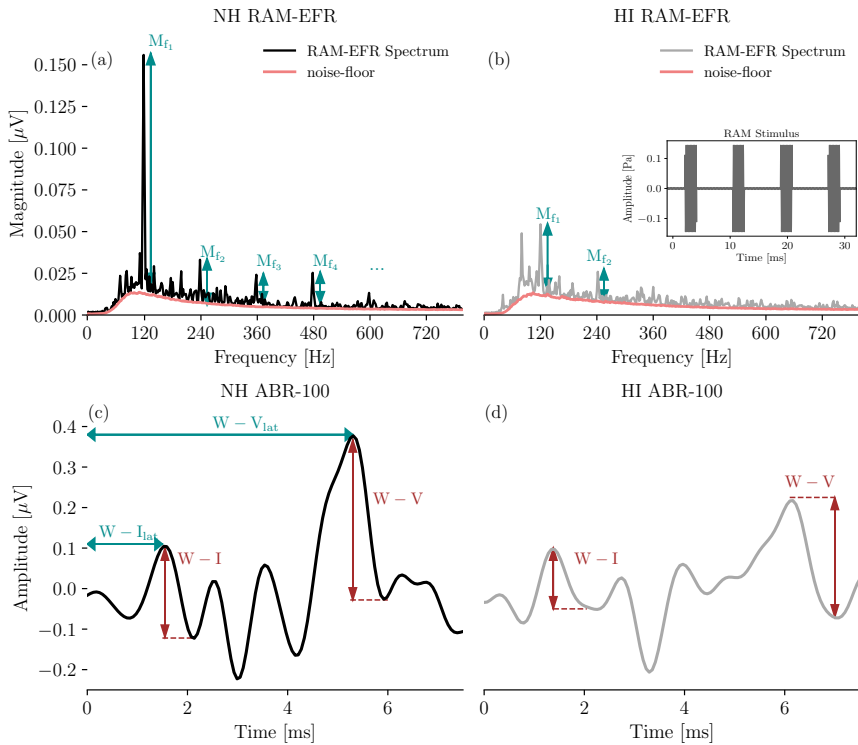 NH RAM-EFR
HI RAM-EFR
(a)
M_f₁
RAM-EFR Spectrum
noise-floor
0.150
0.125
0.100
0.075
0.050
0.025
0.000
Magnitude [μV]
M_f₂
M_f₃
M_f₄
...
0
120
240
360
480
600
720
Frequency [Hz]
(b)
RAM-EFR Spectrum
noise-floor
RAM Stimulus
0.1
0.0
−0.1
Amplitude [Pa]
0
10
20
30
Time [ms]
M_f₁
M_f₂
0
120
240
360
480
600
720
Frequency [Hz]
NH ABR-100
HI ABR-100
(c)
W − V_lat
W − V
W − I_lat
W − I
0.4
0.3
0.2
0.1
0.0
−0.1
−0.2
Amplitude [μV]
0
2
4
6
Time [ms]
(d)
W − V
W − I
0
2
4
6
Time [ms]